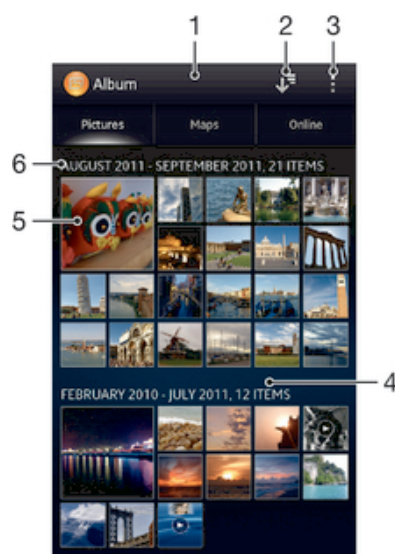 1 2 3
Album
Pictures Maps Online
6 AUGUST 2011 - SEPTEMBER 2011, 21 ITEMS
5
4
FEBRUARY 2010 - JULY 2011, 12 ITEMS